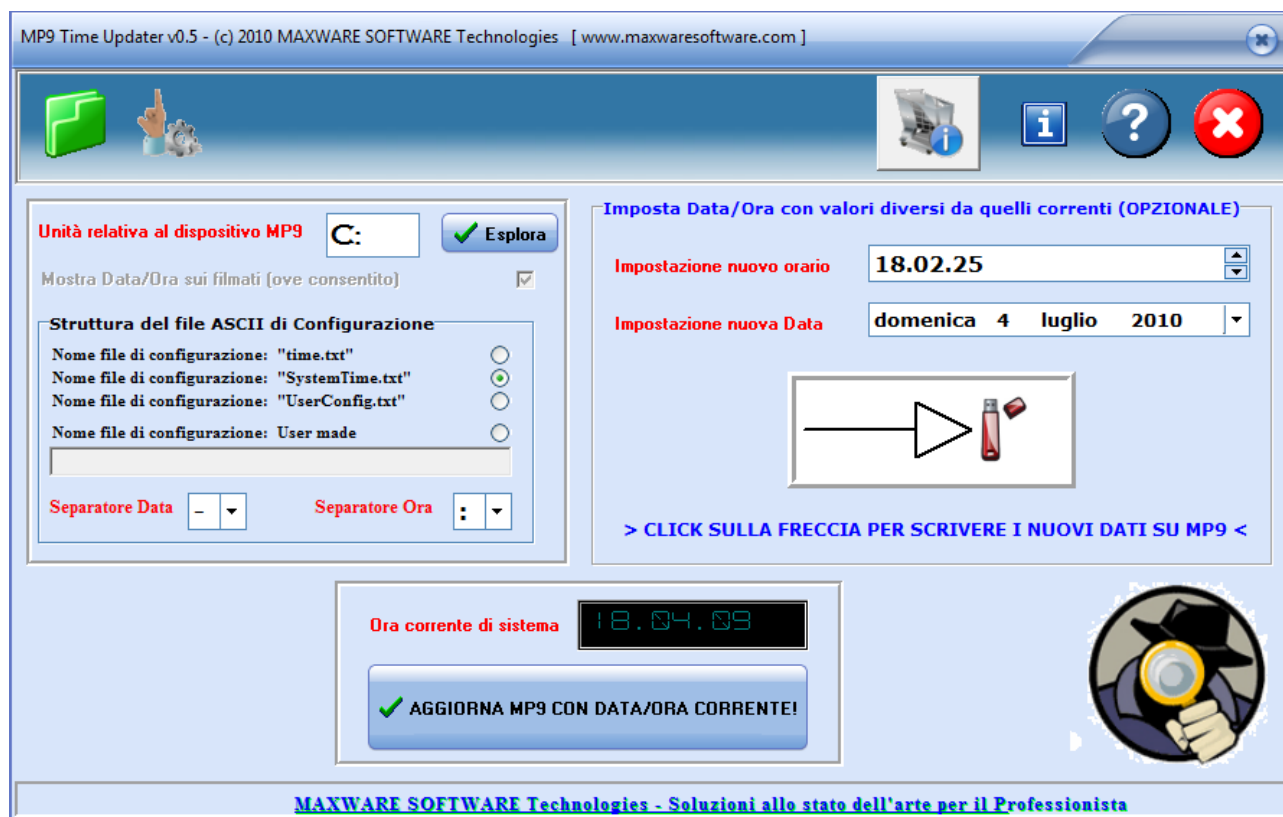 MP9 Time Updater v0.5 - (c) 2010 MAXWARE SOFTWARE Technologies [ www.maxwaresoftware.com ]
Unità relativa al dispositivo MP9
C:
Esplora
Mostra Data/Ora sui filmati (ove consentito)
Struttura del file ASCII di Configurazione
Nome file di configurazione: "time.txt"
Nome file di configurazione: "SystemTime.txt"
Nome file di configurazione: "UserConfig.txt"
Nome file di configurazione: User made
Separatore Data
-
Separatore Ora
:
Imposta Data/Ora con valori diversi da quelli correnti (OPZIONALE)
Impostazione nuovo orario
18.02.25
Impostazione nuova Data
domenica 4 luglio 2010
> CLICK SULLA FRECCIA PER SCRIVERE I NUOVI DATI SU MP9 <
Ora corrente di sistema
18.04.09
AGGIORNA MP9 CON DATA/ORA CORRENTE!
MAXWARE SOFTWARE Technologies - Soluzioni allo stato dell'arte per il Professionista